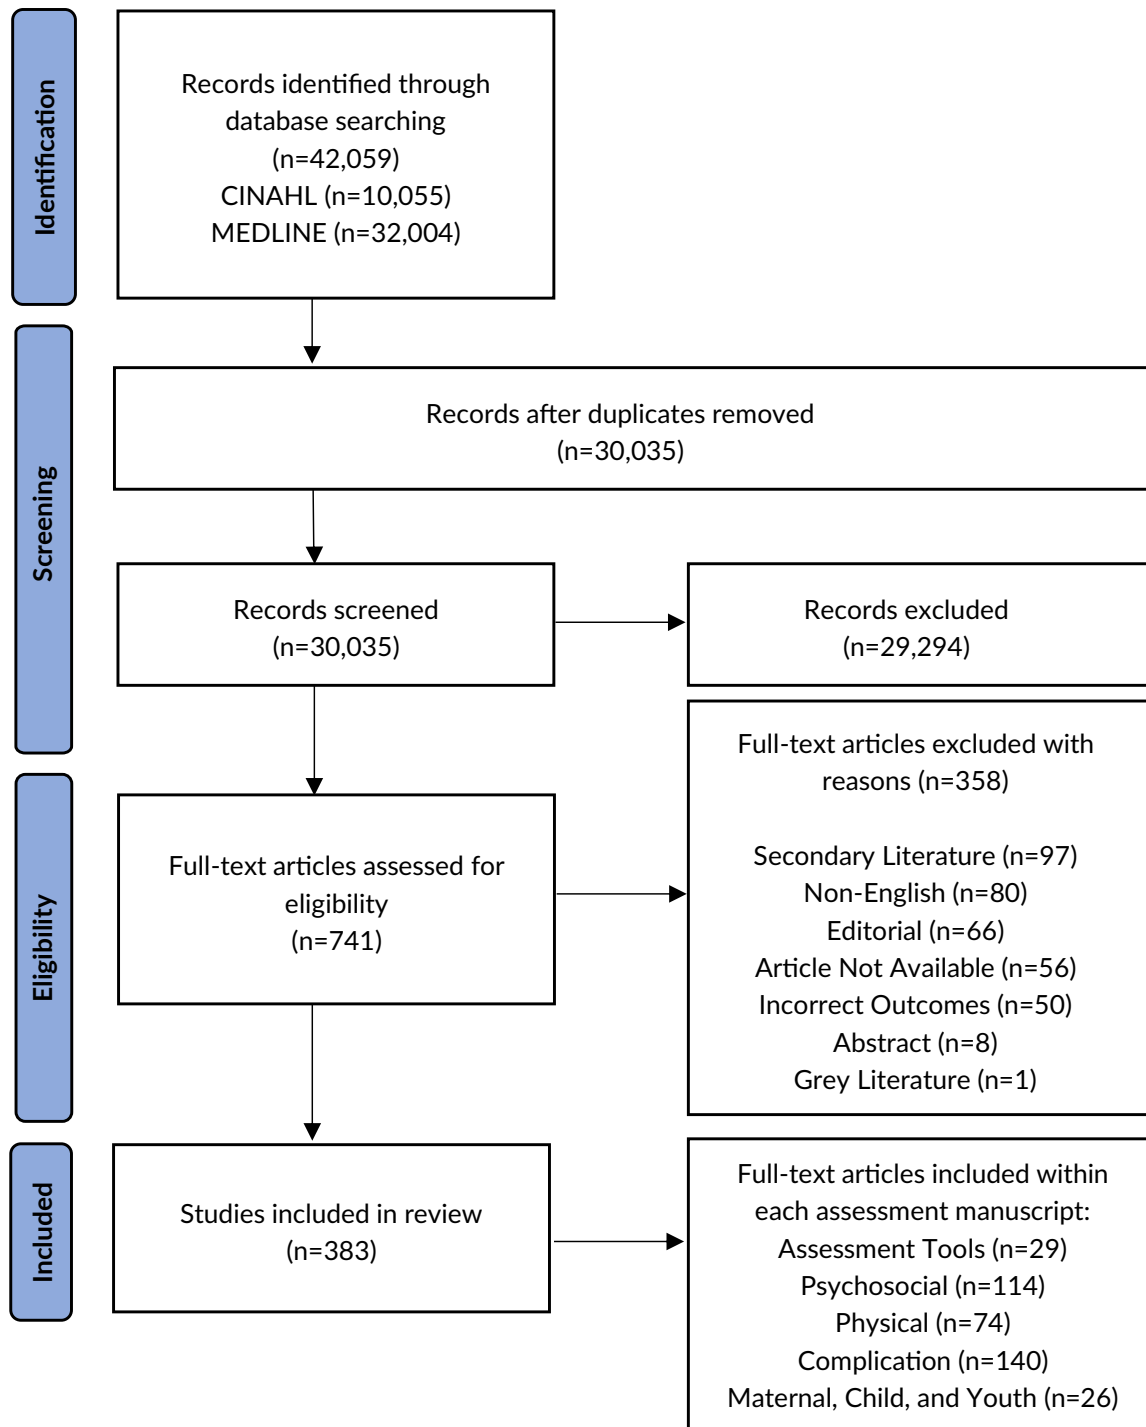 Identification
Records identified through
database searching
(n=42,059)
CINAHL (n=10,055)
MEDLINE (n=32,004)
Screening
Records after duplicates removed
(n=30,035)
Records screened
(n=30,035)
Records excluded
(n=29,294)
Eligibility
Full-text articles assessed for
eligibility
(n=741)
Full-text articles excluded with
reasons (n=358)
Secondary Literature (n=97)
Non-English (n=80)
Editorial (n=66)
Article Not Available (n=56)
Incorrect Outcomes (n=50)
Abstract (n=8)
Grey Literature (n=1)
Included
Studies included in review
(n=383)
Full-text articles included within
each assessment manuscript:
Assessment Tools (n=29)
Psychosocial (n=114)
Physical (n=74)
Complication (n=140)
Maternal, Child, and Youth (n=26)